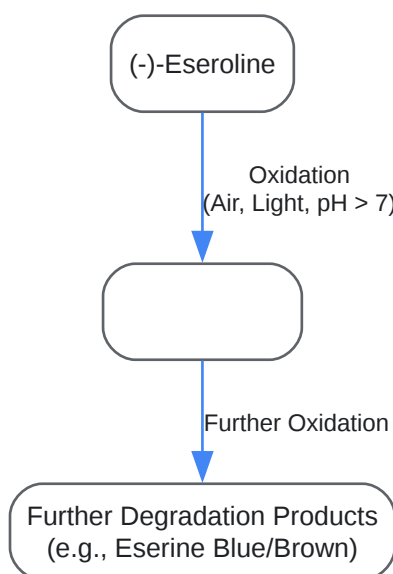 (-)-Eseroline
Oxidation
(Air, Light, pH > 7)
Further Oxidation
Further Degradation Products
(e.g., Eserine Blue/Brown)